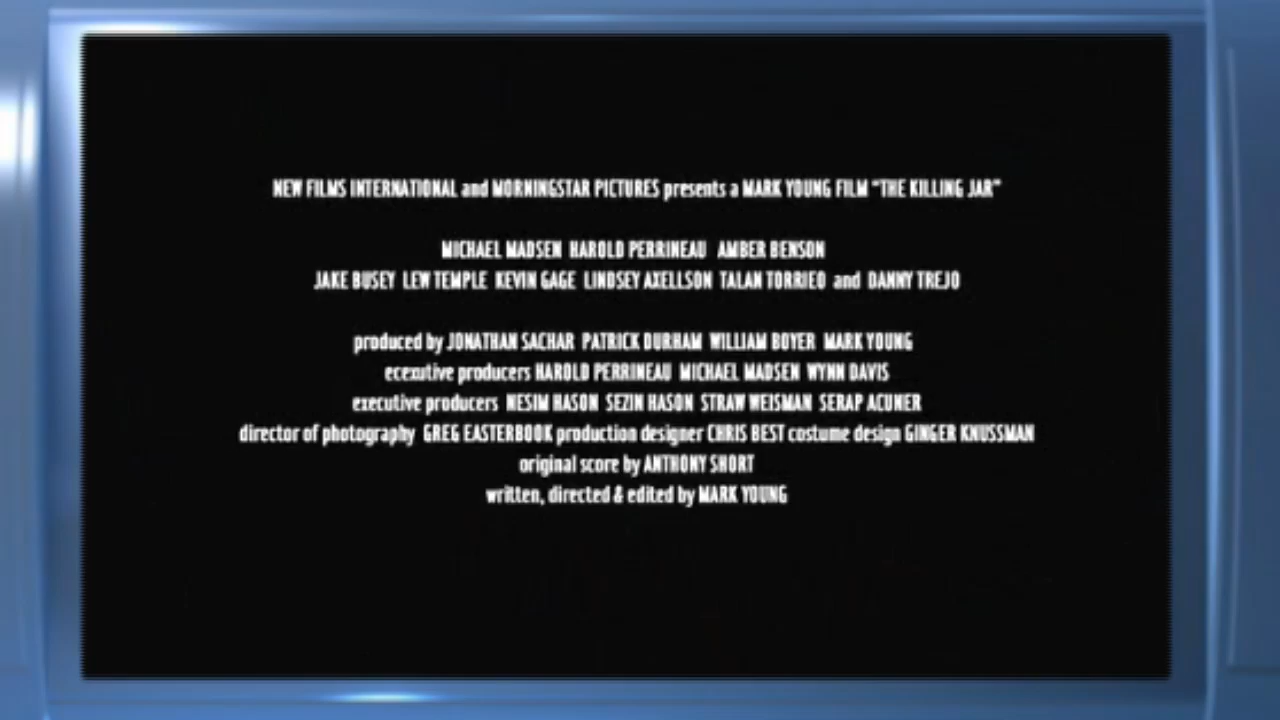 NEW FILMS INTERNATIONAL and MORNINGSTAR PICTURES presents a MARK YOUNG FILM "THE KILLING JAR"
MICHAEL MADSEN HAROLD PERRINEAU AMBER BENSON
JAKE BUSEY LEW TEMPLE KEVIN GAGE LINDSEY AXELLSON TALAN TORRIEO and DANNY TREJO
produced by JONATHAN SACHAR PATRICK DURHAM WILLIAM BOYER MARK YOUNG
ecexutive producers HAROLD PERRINEAU MICHAEL MADSEN WYNN DAVIS
executive producers NESIM HASON SEZIN HASON STRAW WEISMAN SERAP ACUNER
director of photography GREG EASTERBOOK production designer CHRIS BEST costume design GINGER KNUSSMAN
original score by ANTHONY SHORT
written, directed & edited by MARK YOUNG